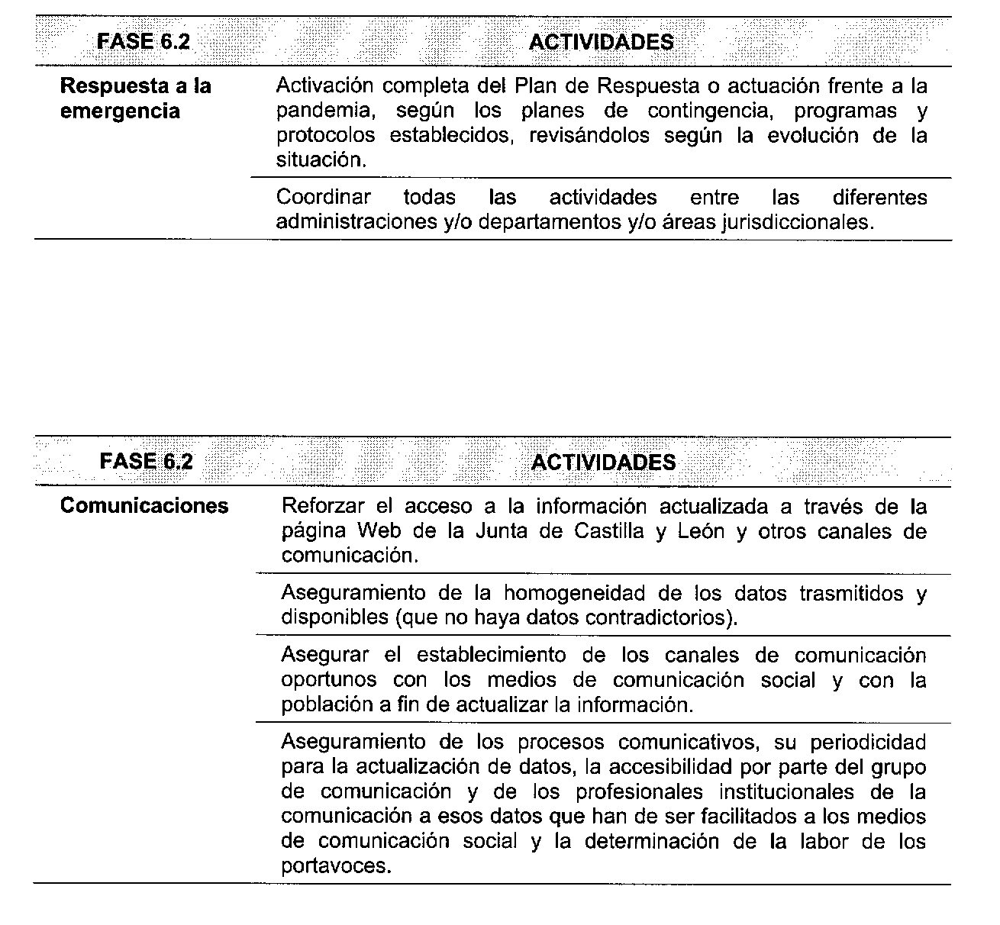 FASE 6.2 ACTIVIDADES
Respuesta a la emergencia
Activación completa del Plan de Respuesta o actuación frente a la
pandemia, según los planes de contingencia, programas y
protocolos establecidos, revisándolos según la evolución de la
situación.
Coordinar todas las actividades entre las diferentes
administraciones y/o departamentos y/o áreas jurisdiccionales.
FASE 6.2 ACTIVIDADES
Comunicaciones
Reforzar el acceso a la información actualizada a través de la
página Web de la Junta de Castilla y León y otros canales de
comunicación.
Aseguramiento de la homogeneidad de los datos trasmitidos y
disponibles (que no haya datos contradictorios).
Asegurar el establecimiento de los canales de comunicación
oportunos con los medios de comunicación social y con la
población a fin de actualizar la información.
Aseguramiento de los procesos comunicativos, su periodicidad
para la actualización de datos, la accesibilidad por parte del grupo
de comunicación y de los profesionales institucionales de la
comunicación a esos datos que han de ser facilitados a los medios
de comunicación social y la determinación de la labor de los
portavoces.